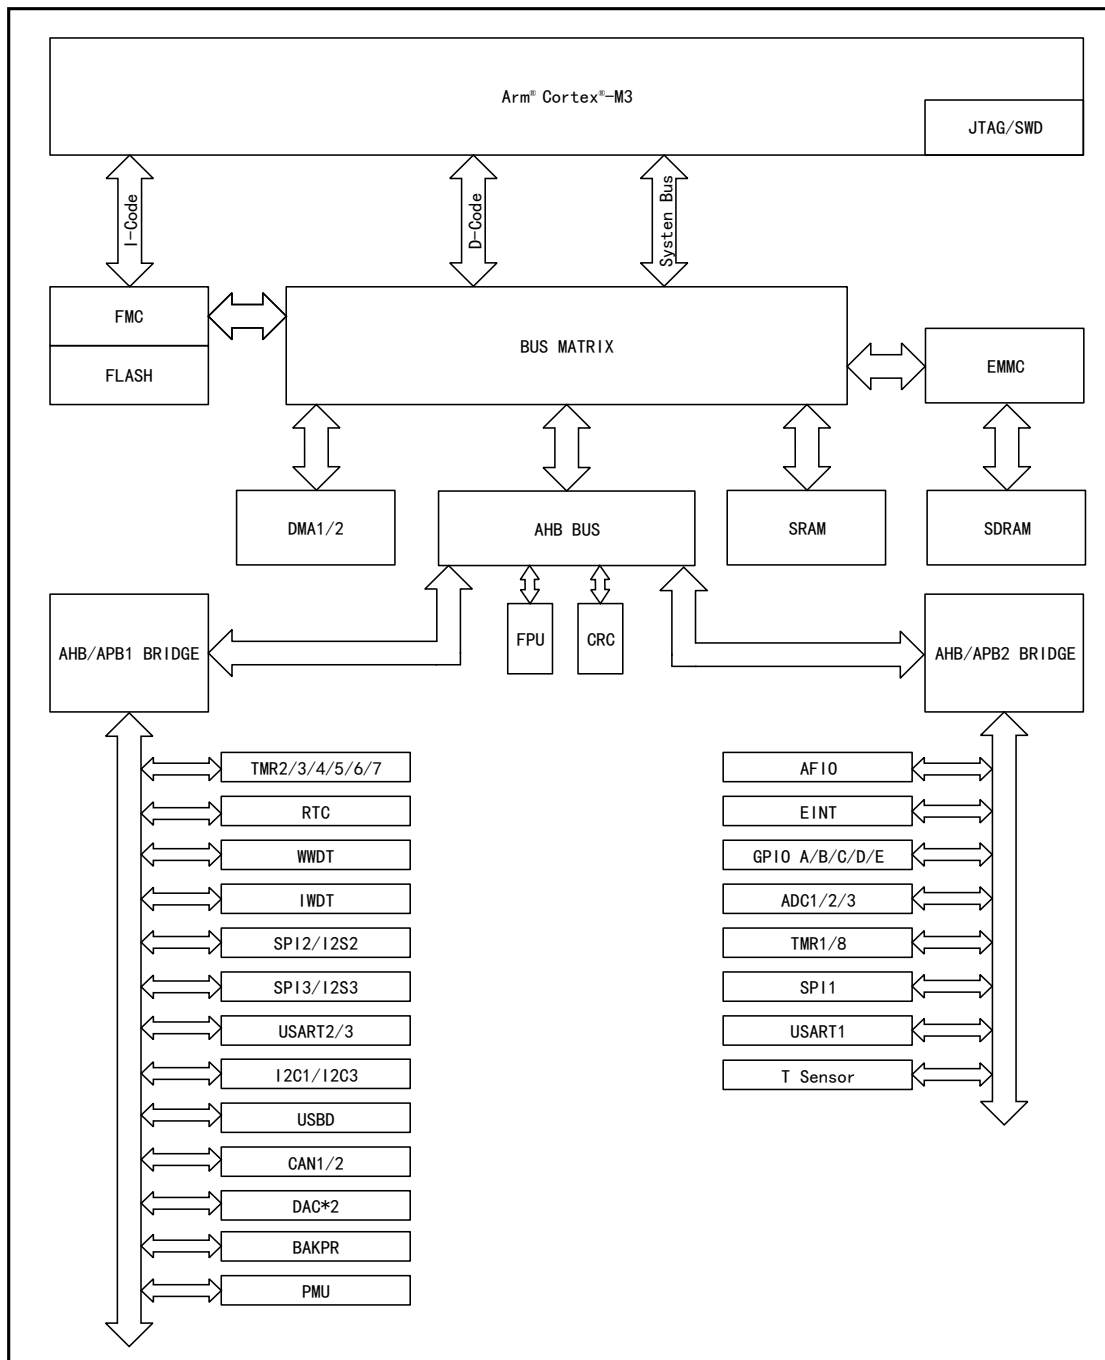 Arm® Cortex®-M3
JTAG/SWD
I-Code
D-Code
Systen Bus
FMC
FLASH
BUS MATRIX
EMMC
DMA1/2
AHB BUS
SRAM
SDRAM
FPU
CRC
AHB/APB1 BRIDGE
AHB/APB2 BRIDGE
TMR2/3/4/5/6/7
RTC
WWDT
IWDT
SPI2/I2S2
SPI3/I2S3
USART2/3
I2C1/I2C3
USBD
CAN1/2
DAC*2
BAKPR
PMU
AFIO
EINT
GPIO A/B/C/D/E
ADC1/2/3
TMR1/8
SPI1
USART1
T Sensor